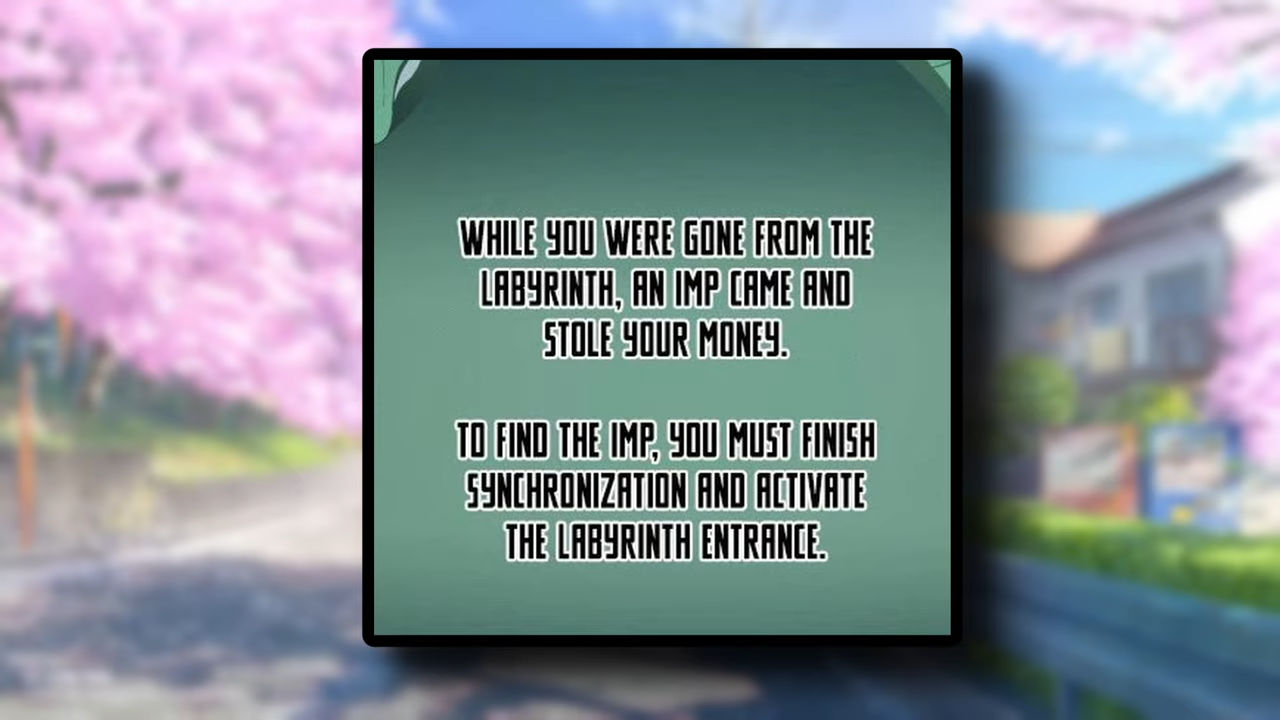 WHILE YOU WERE GONE FROM THE
LABYRINTH, AN IMP CAME AND
STOLE YOUR MONEY.
TO FIND THE IMP, YOU MUST FINISH
SYNCHRONIZATION AND ACTIVATE
THE LABYRINTH ENTRANCE.